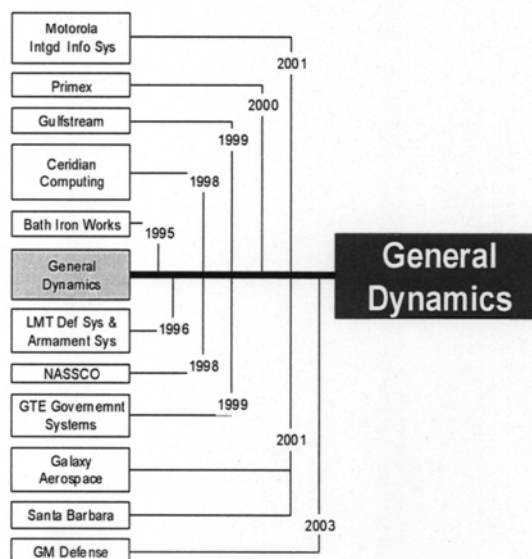 Motorola
Intgd Info Sys
2001
Primex
2000
Gulfstream
1999
Ceridian
Computing
1998
Bath Iron Works
1995
General
Dynamics
General
Dynamics
LMT Def Sys &
Armament Sys
1996
NASSCO
1998
GTE Governemnt
Systems
1999
Galaxy
Aerospace
2001
Santa Barbara
2003
GM Defense